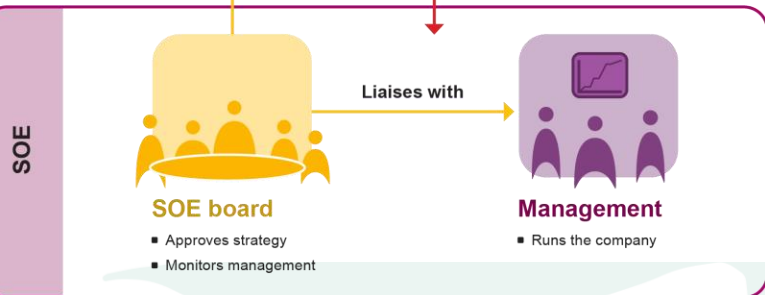 SOE
Liaises with
SOE board
▪ Approves strategy
▪ Monitors management
Management
▪ Runs the company